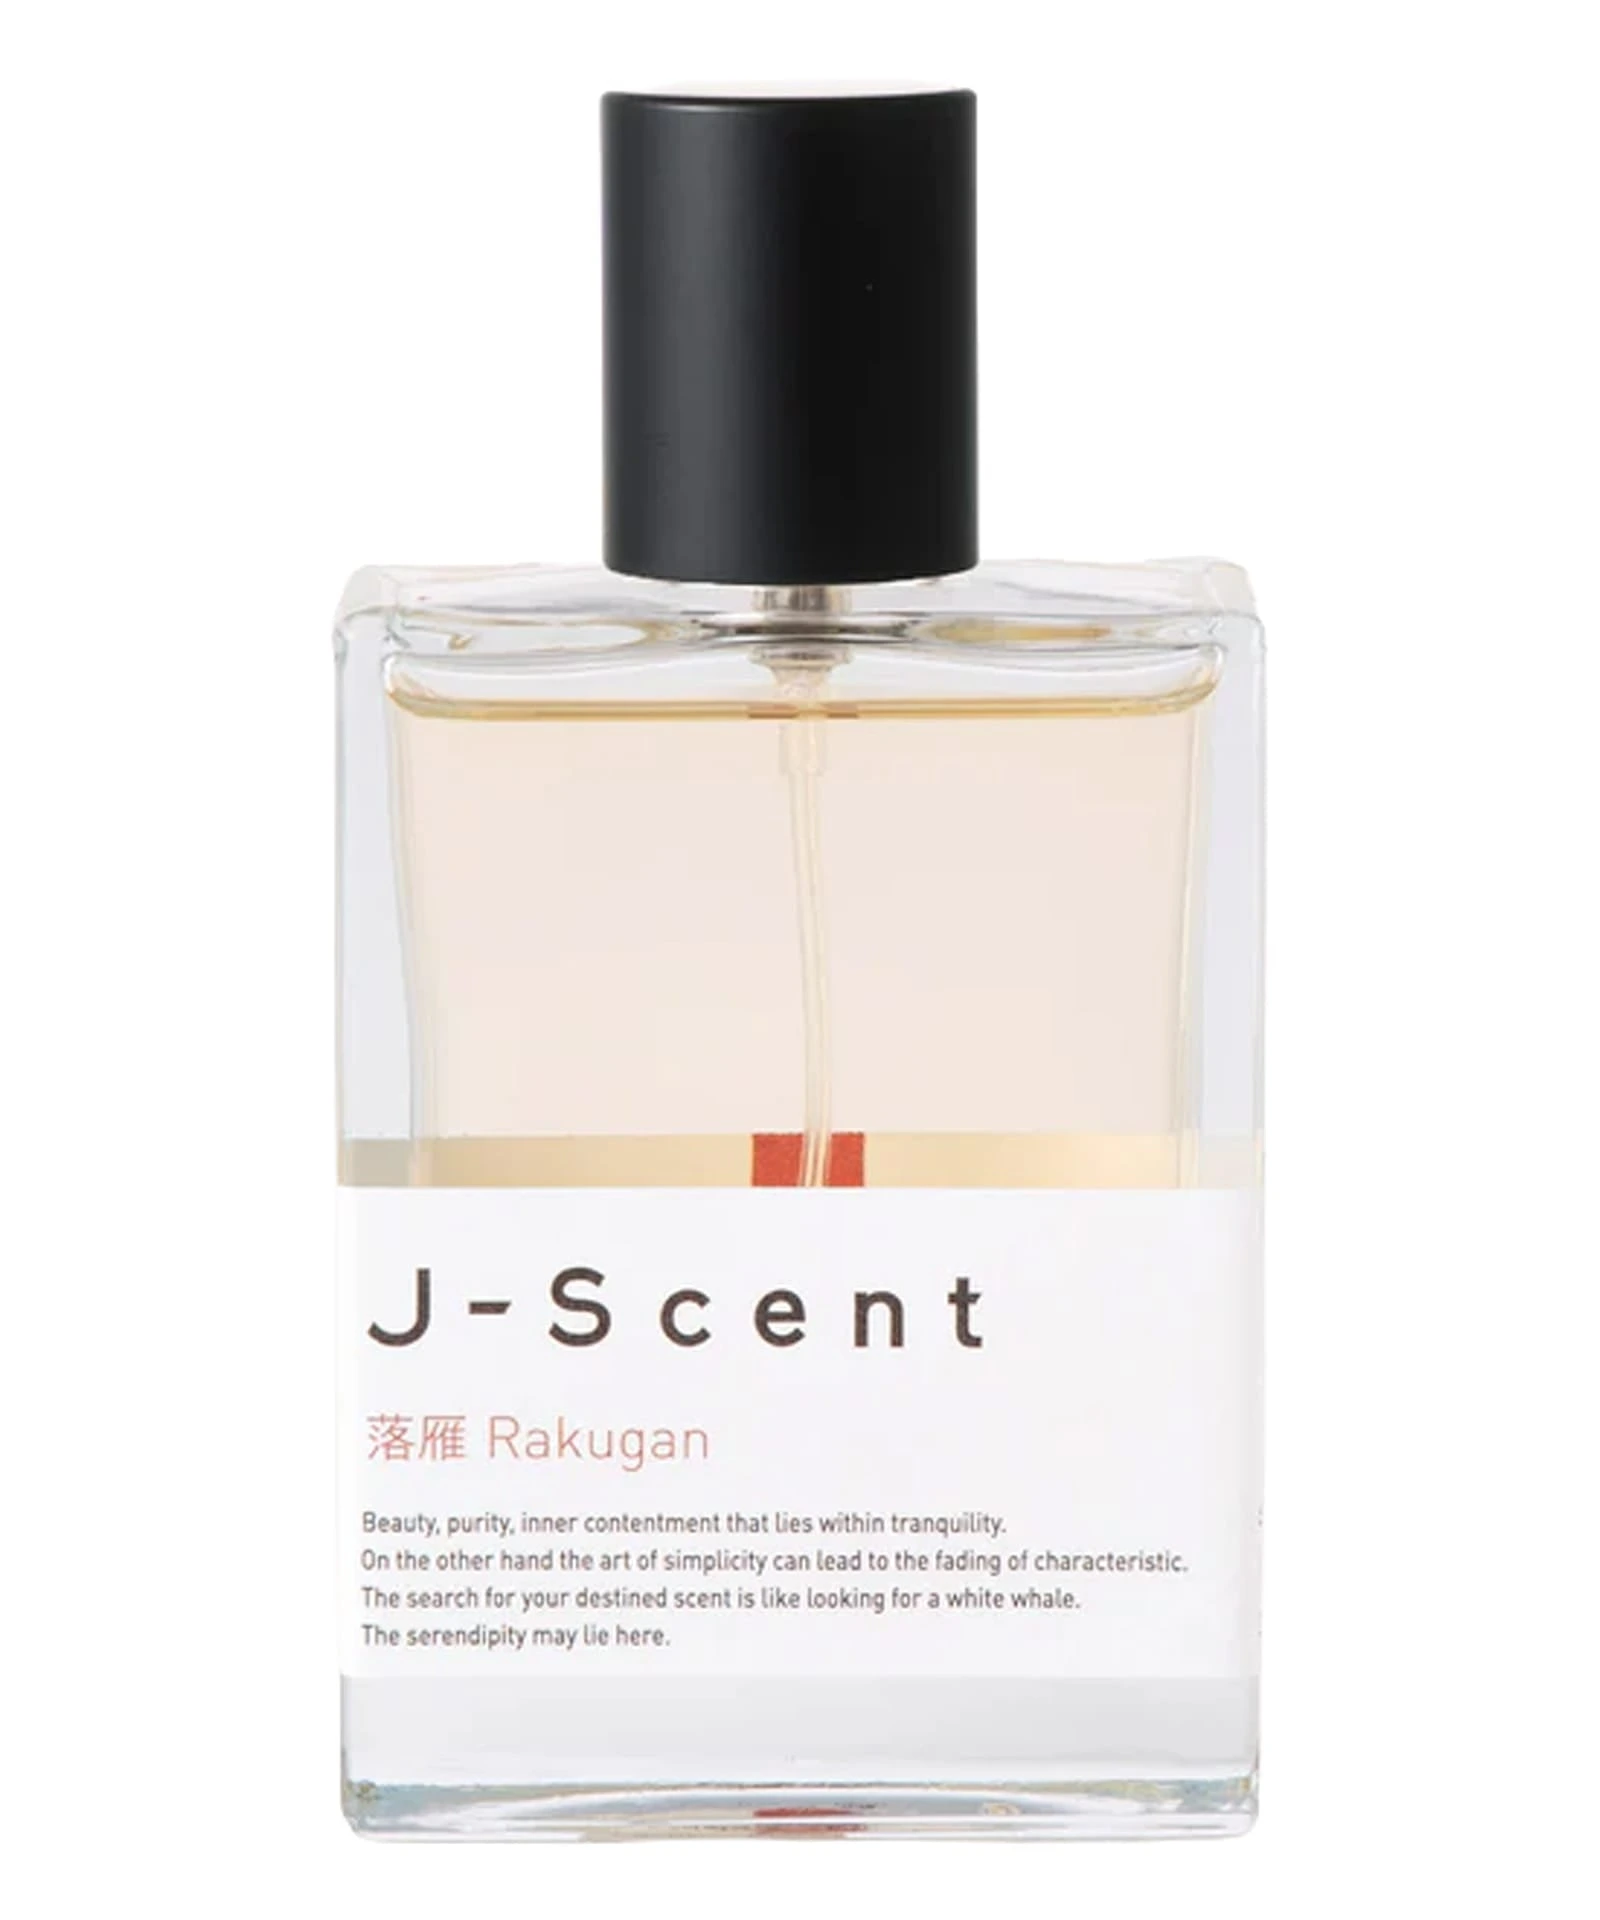 J-Scent
落雁 Rakugan
Beauty, purity, inner contentment that lies within tranquility.
On the other hand the art of simplicity can lead to the fading of characteristic.
The search for your destined scent is like looking for a white whale.
The serendipity may lie here.